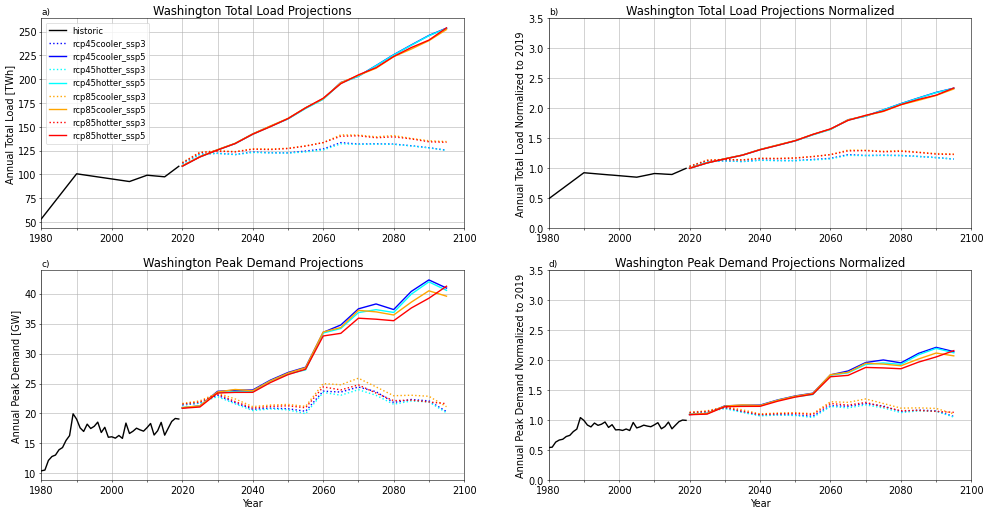 a)
Washington Total Load Projections
historic
rcp45cooler_ssp3
rcp45cooler_ssp5
rcp45hotter_ssp3
rcp45hotter_ssp5
rcp85cooler_ssp3
rcp85cooler_ssp5
rcp85hotter_ssp3
rcp85hotter_ssp5
Annual Total Load [TWh]
250
225
200
175
150
125
100
75
50
1980
2000
2020
2040
2060
2080
2100
b)
Washington Total Load Projections Normalized
Annual Total Load Normalized to 2019
3.5
3.0
2.5
2.0
1.5
1.0
0.5
0.0
1980
2000
2020
2040
2060
2080
2100
c)
Washington Peak Demand Projections
Annual Peak Demand [GW]
40
35
30
25
20
15
10
1980
2000
2020
2040
2060
2080
2100
Year
d)
Washington Peak Demand Projections Normalized
Annual Peak Demand Normalized to 2019
3.5
3.0
2.5
2.0
1.5
1.0
0.5
0.0
1980
2000
2020
2040
2060
2080
2100
Year